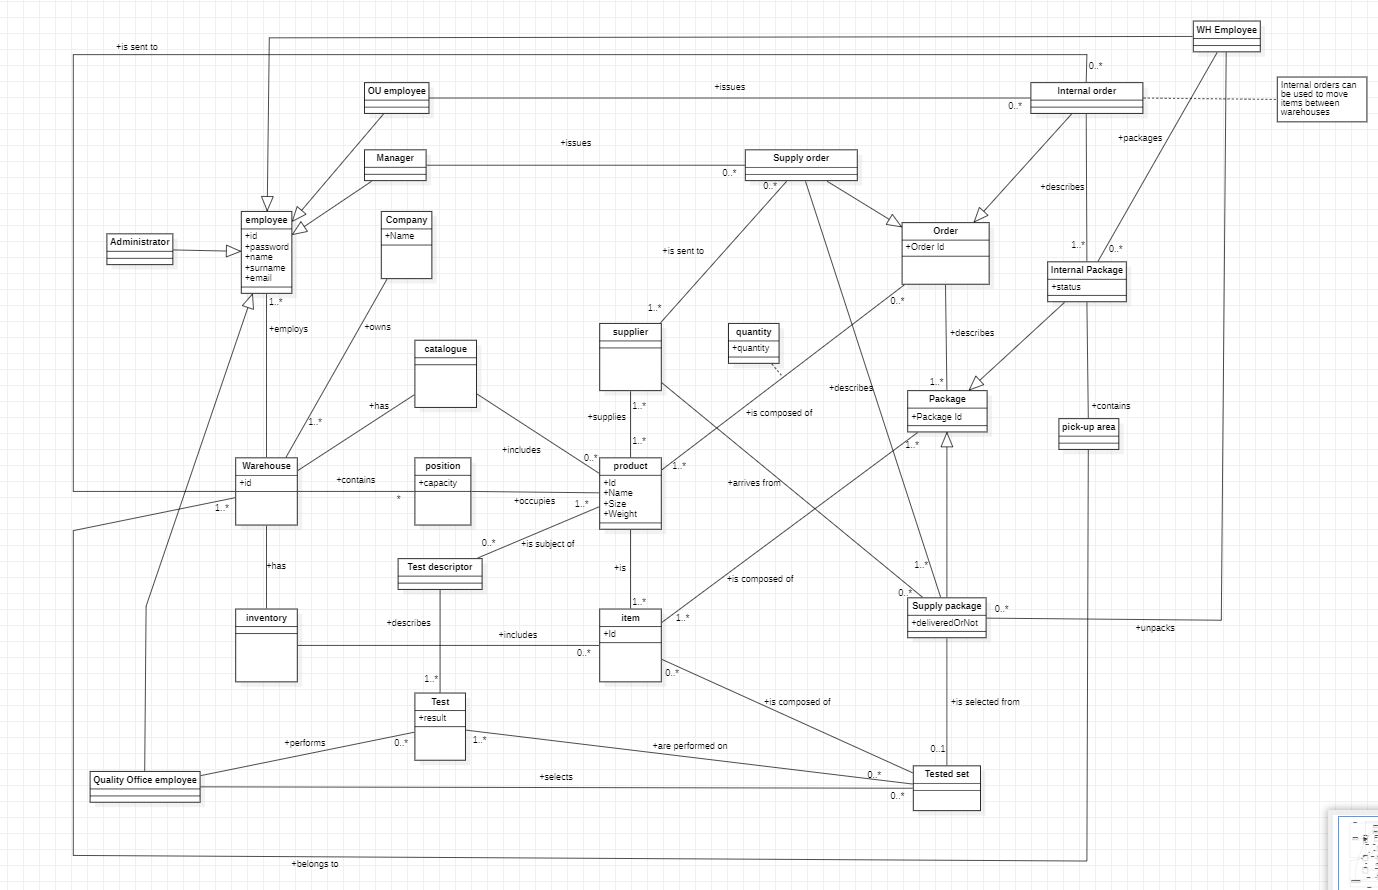 WH Employee
+is sent to
0..*
OU employee
+issues
0..*
Internal order
Internal orders can
be used to move
items between
warehouses
+packages
Manager
+issues
0..*
Supply order
0..*
+describes
employee
+id
+password
+name
+surname
+email
Administrator
Company
+Name
Order
+Order Id
+is sent to
1..*
0..*
Internal Package
+status
1..*
+employs
+owns
1..*
0..*
supplier
quantity
+quantity
+describes
catalogue
+has
1..*
+supplies
1..*
1..*
+describes
1..*
Package
+Package Id
+is composed of
+contains
pick-up area
1..*
+includes
0..*
1..*
1..*
Warehouse
+id
+contains
*
position
+capacity
+occupies
1..*
product
+Id
+Name
+Size
+Weight
+arrives from
1..*
0..*
+is subject of
Test descriptor
+has
+is
1..*
+is composed of
1..*
1..*
0..*
Supply package
+deliveredOrNot
0..*
+unpacks
inventory
+describes
+includes
0..*
item
+Id
0..*
1..*
Test
+result
+is composed of
+is selected from
+performs
0..*
1..*
+are performed on
0..1
0..*
Quality Office employee
+selects
0..*
Tested set
+belongs to